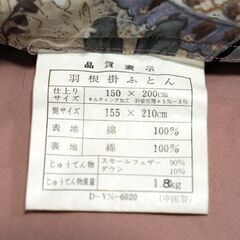 品質表示
羽根掛ふとん
仕上り サイズ 150 × 200cm
キルティング加工 許容範囲+5%-3%
側サイズ 155 × 210cm
表地 綿 100%
裏地 綿 100%
じゅうてん物 スモールフェザー 90%
ダウン 10%
じゅうてん物重量 1.8kg
D-YN-6020 (中国製)